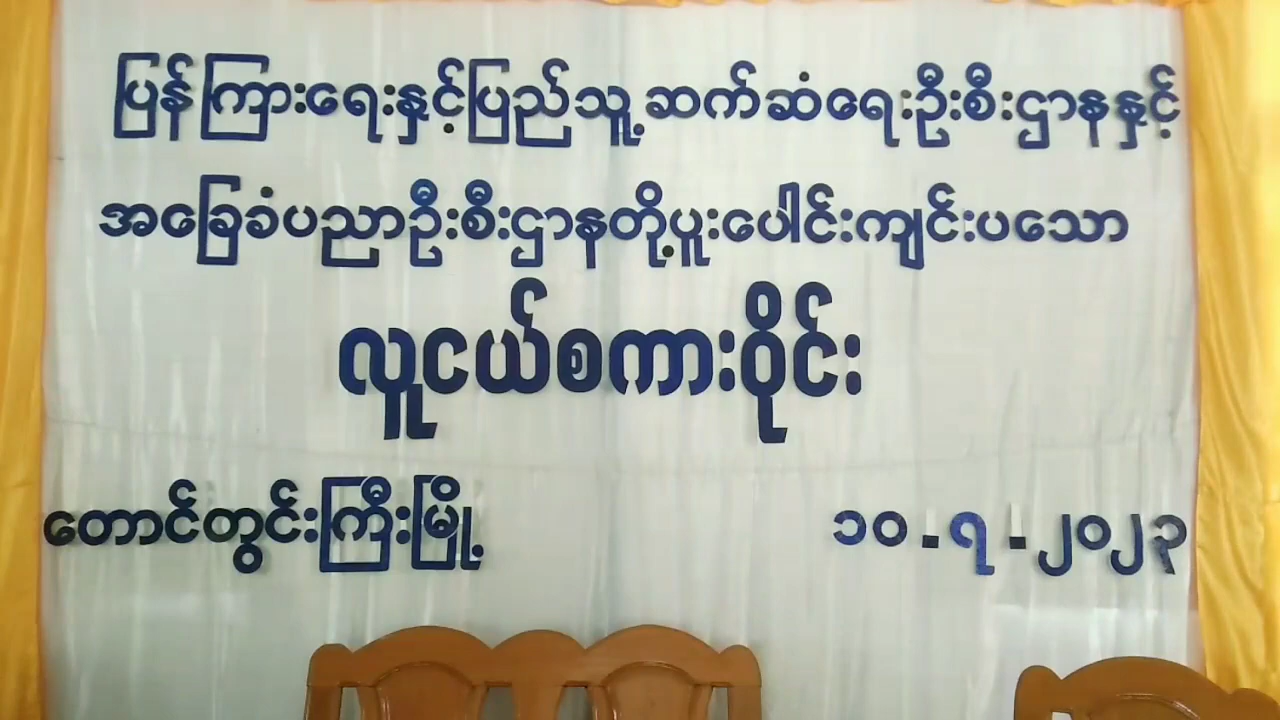 ပြန်ကြားရေးနှင့်ပြည်သူ့ဆက်ဆံရေးဦးစီးဌာနနှင့်
အခြေခံပညာဦးစီးဌာနတို့ပူးပေါင်းကျင်းပသော
လူငယ်စကားဝိုင်း
တောင်တွင်းကြီးမြို့
၁၀-၇-၂၀၂၃